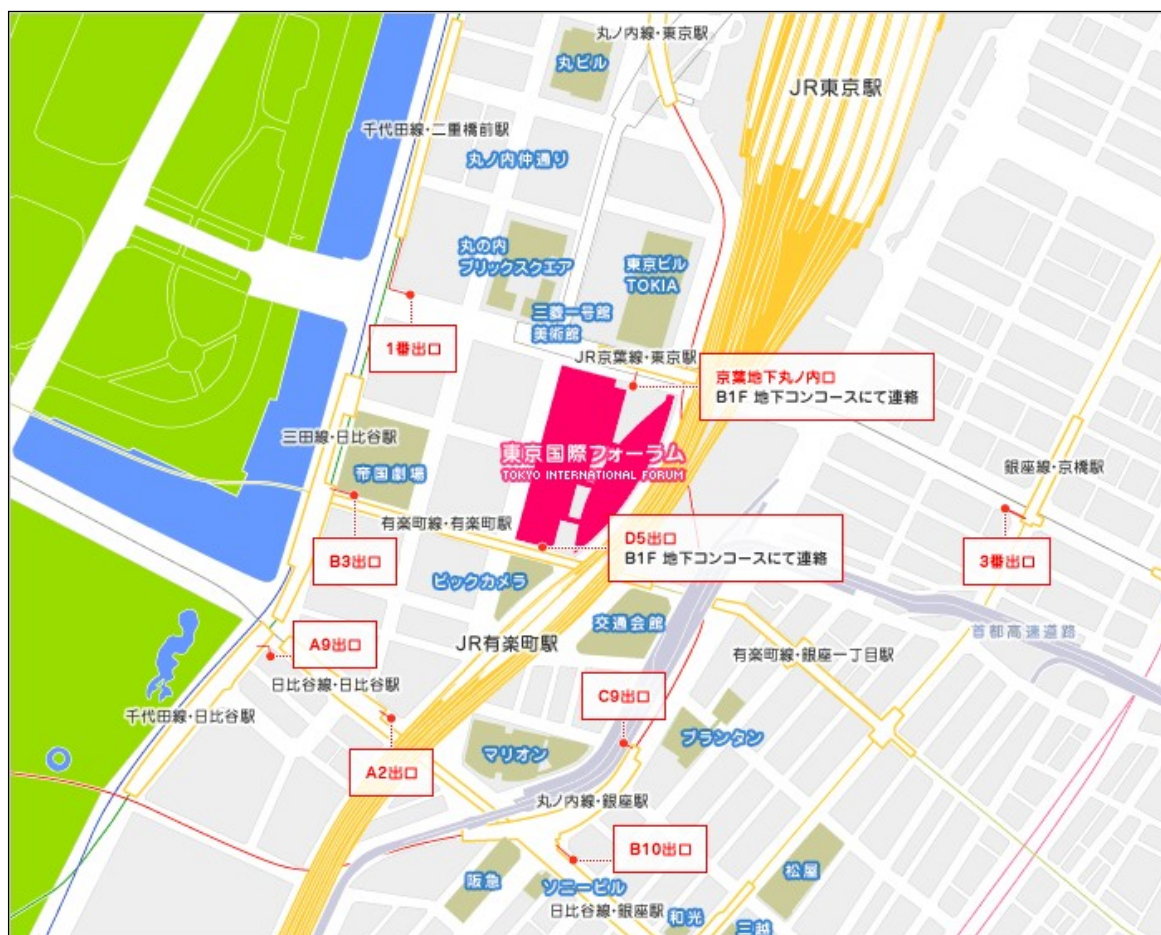 丸ノ内線・東京駅
丸ビル
JR東京駅
千代田線・二重橋前駅
丸ノ内仲通り
丸の内
ブリックスクエア
東京ビル
TOKIA
三菱一号館
美術館
1番出口
JR京葉線・東京駅
京葉地下丸ノ内口
B1F 地下コンコースにて連絡
三田線・日比谷駅
帝国劇場
東京国際フォーラム
TOKYO INTERNATIONAL FORUM
銀座線・京橋駅
有楽町線・有楽町駅
D5出口
B1F 地下コンコースにて連絡
B3出口
3番出口
ビックカメラ
交通会館
首都高速道路
A9出口
JR有楽町駅
有楽町線・銀座一丁目駅
日比谷線・日比谷駅
C9出口
千代田線・日比谷駅
プランタン
マリオン
A2出口
丸ノ内線・銀座駅
B10出口
松屋
阪急
ソニービル
日比谷線・銀座駅
和光
三越